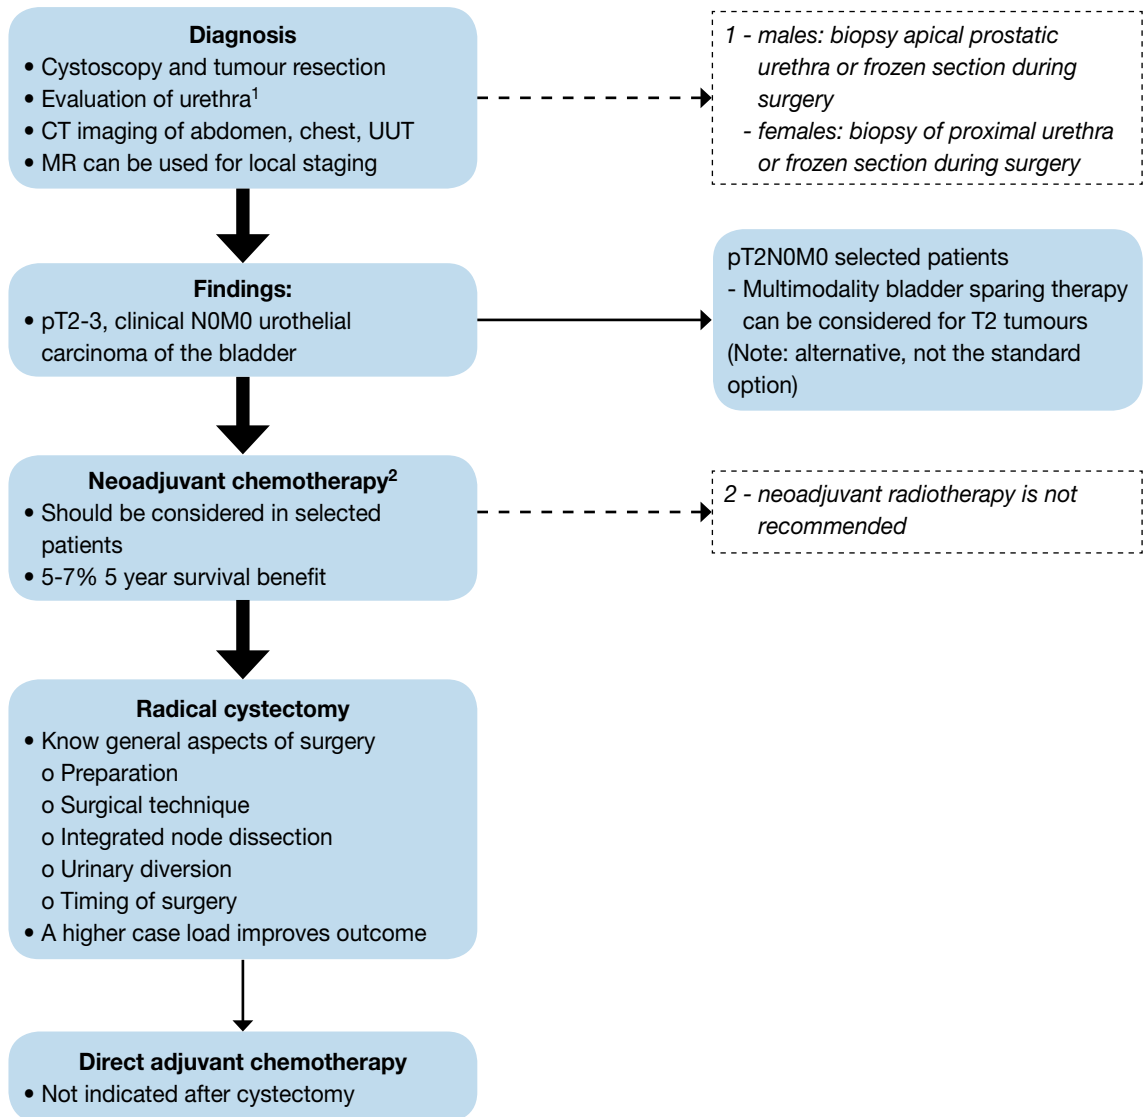 Diagnosis
• Cystoscopy and tumour resection
• Evaluation of urethra1
• CT imaging of abdomen, chest, UUT
• MR can be used for local staging
1 - males: biopsy apical prostatic
urethra or frozen section during
surgery
- females: biopsy of proximal urethra
or frozen section during surgery
Findings:
• pT2-3, clinical N0M0 urothelial
carcinoma of the bladder
pT2N0M0 selected patients
- Multimodality bladder sparing therapy
can be considered for T2 tumours
(Note: alternative, not the standard
option)
Neoadjuvant chemotherapy2
• Should be considered in selected
patients
• 5-7% 5 year survival benefit
2 - neoadjuvant radiotherapy is not
recommended
Radical cystectomy
• Know general aspects of surgery
o Preparation
o Surgical technique
o Integrated node dissection
o Urinary diversion
o Timing of surgery
• A higher case load improves outcome
Direct adjuvant chemotherapy
• Not indicated after cystectomy